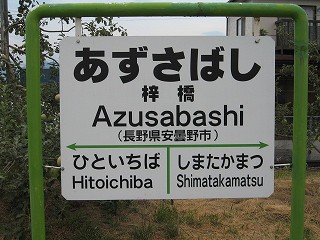 あずさばし
梓橋
Azusabashi
(長野県安曇野市)
ひといちば しまたかまつ
Hitoichiba Shimatakamatsu